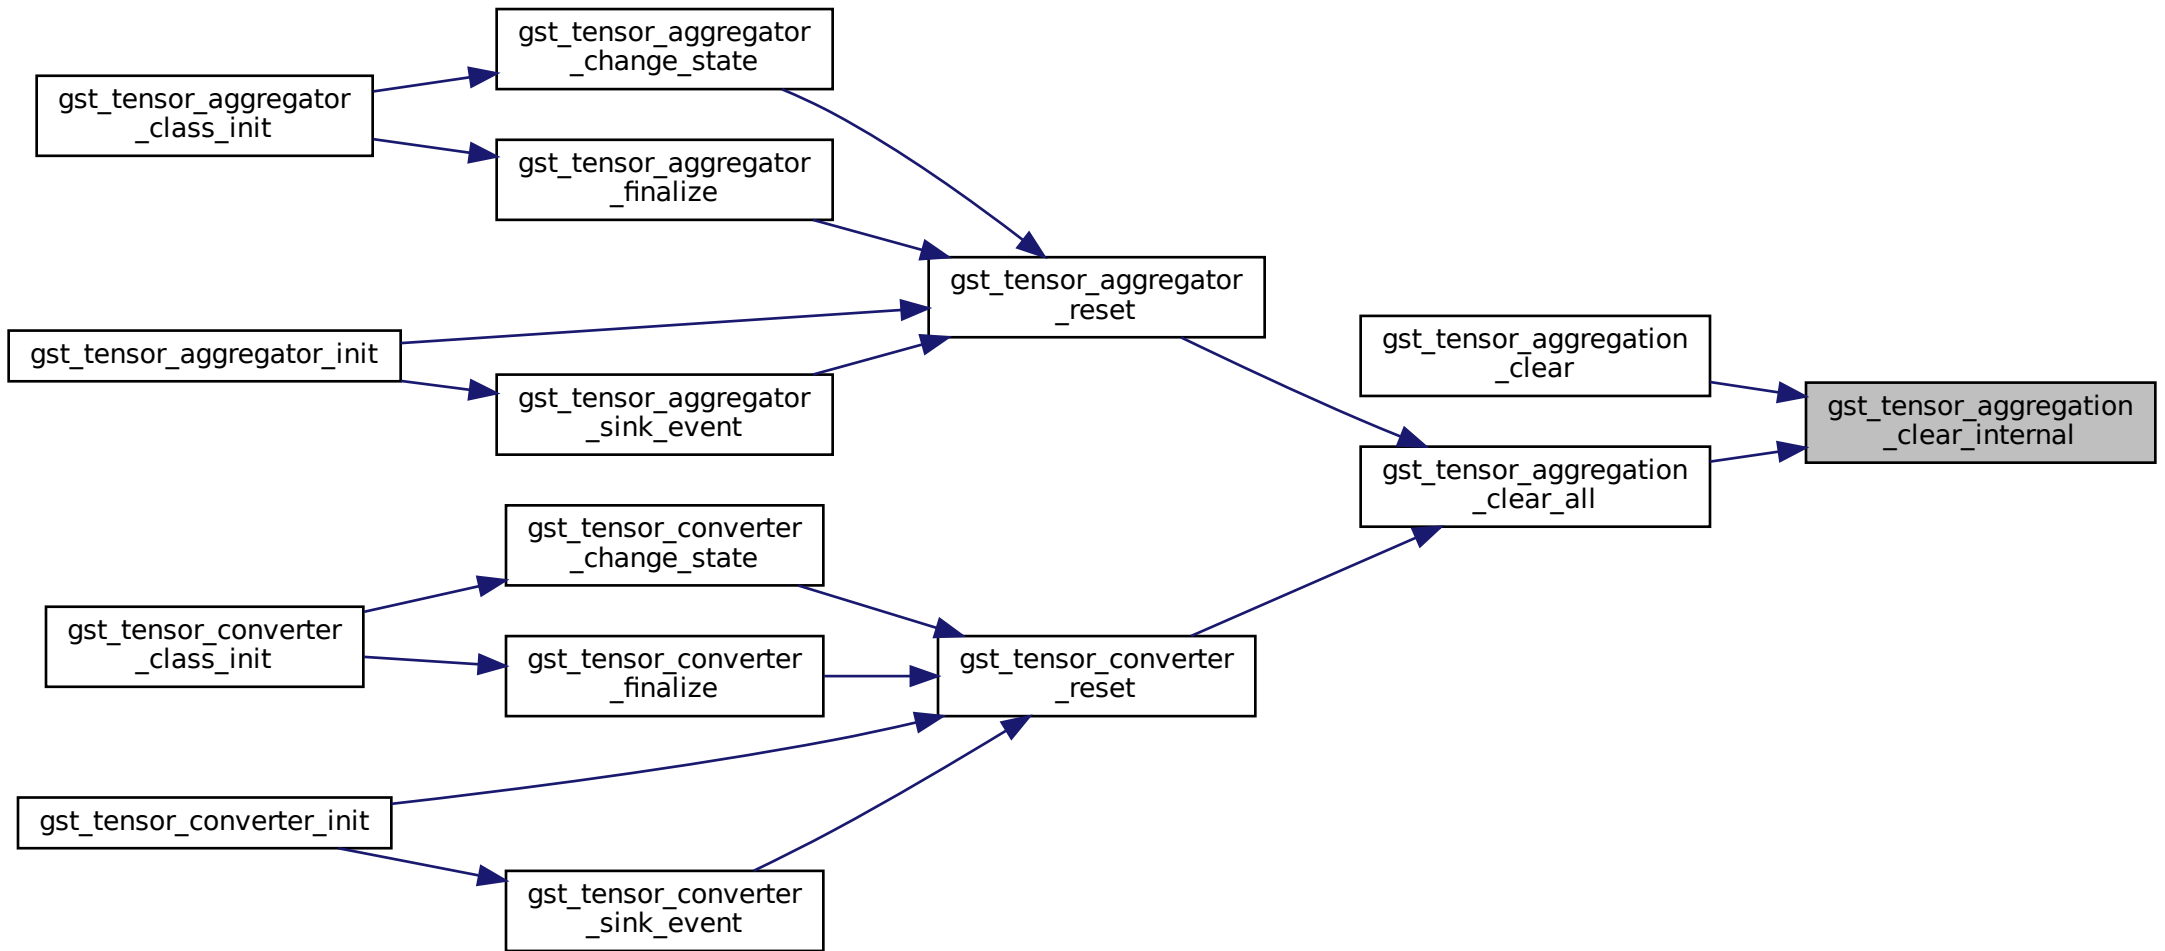 gst_tensor_aggregator
_change_state
gst_tensor_aggregator
_class_init
gst_tensor_aggregator
_finalize
gst_tensor_aggregator
_reset
gst_tensor_aggregator_init
gst_tensor_aggregator
_sink_event
gst_tensor_aggregation
_clear
gst_tensor_aggregation
_clear_internal
gst_tensor_aggregation
_clear_all
gst_tensor_converter
_change_state
gst_tensor_converter
_class_init
gst_tensor_converter
_finalize
gst_tensor_converter
_reset
gst_tensor_converter_init
gst_tensor_converter
_sink_event